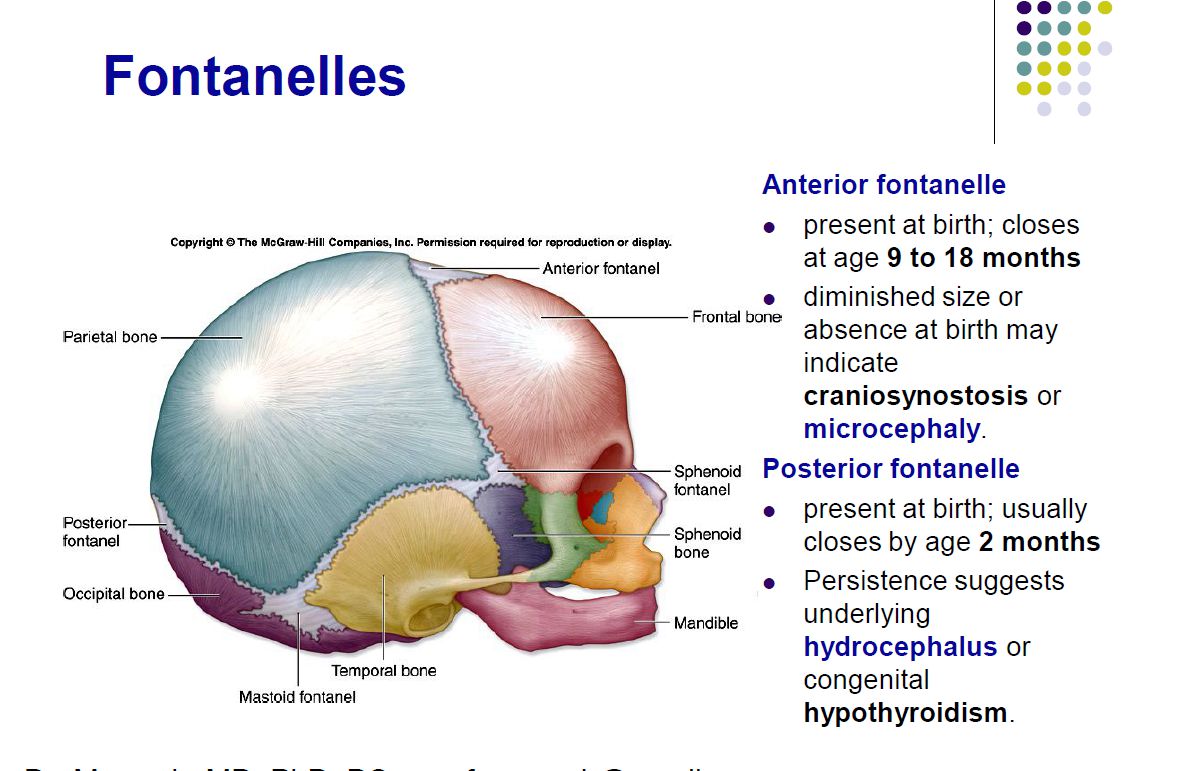 Fontanelles
Copyright © The McGraw-Hill Companies, Inc. Permission required for reproduction or display.
Anterior fontanel
Frontal bone
Parietal bone
Sphenoid
fontanel
Posterior
fontanel
Sphenoid
bone
Occipital bone
Mandible
Temporal bone
Mastoid fontanel
Anterior fontanelle
present at birth; closes
at age 9 to 18 months
diminished size or
absence at birth may
indicate
craniosynostosis or
microcephaly.
Posterior fontanelle
present at birth; usually
closes by age 2 months
Persistence suggests
underlying
hydrocephalus or
congenital
hypothyroidism.